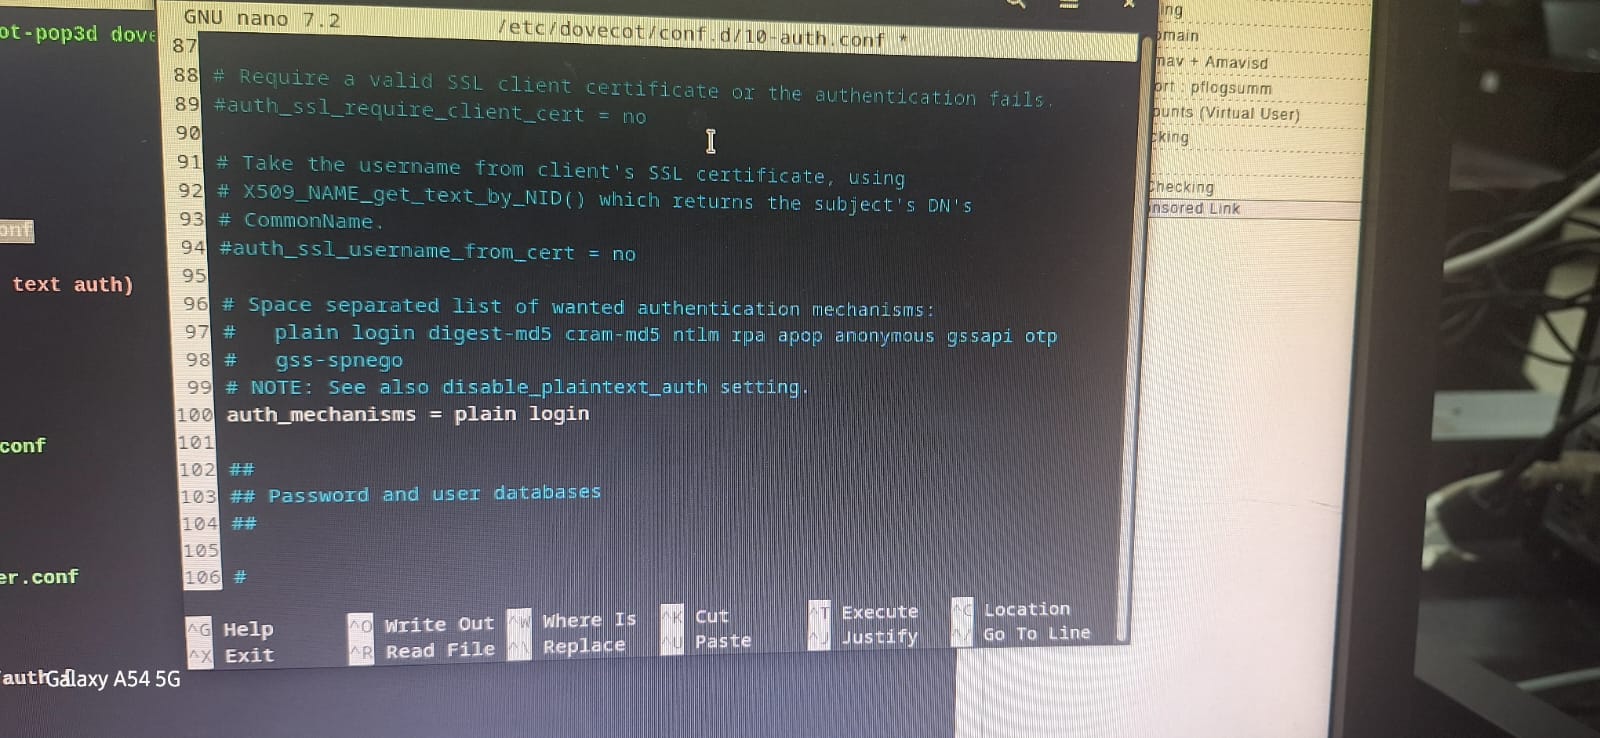 GNU nano 7.2
/etc/dovecot/conf.d/10-auth.conf *
87
88 # Require a valid SSL client certificate or the authentication fails.
89 #auth_ssl_require_client_cert = no
90
91 # Take the username from client's SSL certificate, using
92 # X509_NAME_get_text_by_NID() which returns the subject's DN's
93 # CommonName.
94 #auth_ssl_username_from_cert = no
95
96 # Space separated list of wanted authentication mechanisms:
97 #   plain login digest-md5 cram-md5 ntlm rpa apop anonymous gssapi otp
98 #   gss-spnego
99 # NOTE: See also disable_plaintext_auth setting.
100 auth_mechanisms = plain login
101
102 ##
103 ## Password and user databases
104 ##
105
106 #
^G Help ^O Write Out ^W Where Is ^K Cut ^T Execute ^C Location
^X Exit ^R Read File ^\ Replace ^U Paste ^J Justify ^/ Go To Line
ot-pop3d dove
onf
text auth)
conf
er.conf
/auth
Galaxy A54 5G
ing
omain
mav + Amavisd
ort : pflogsumm
ounts (Virtual User)
cking
Checking
nsored Link